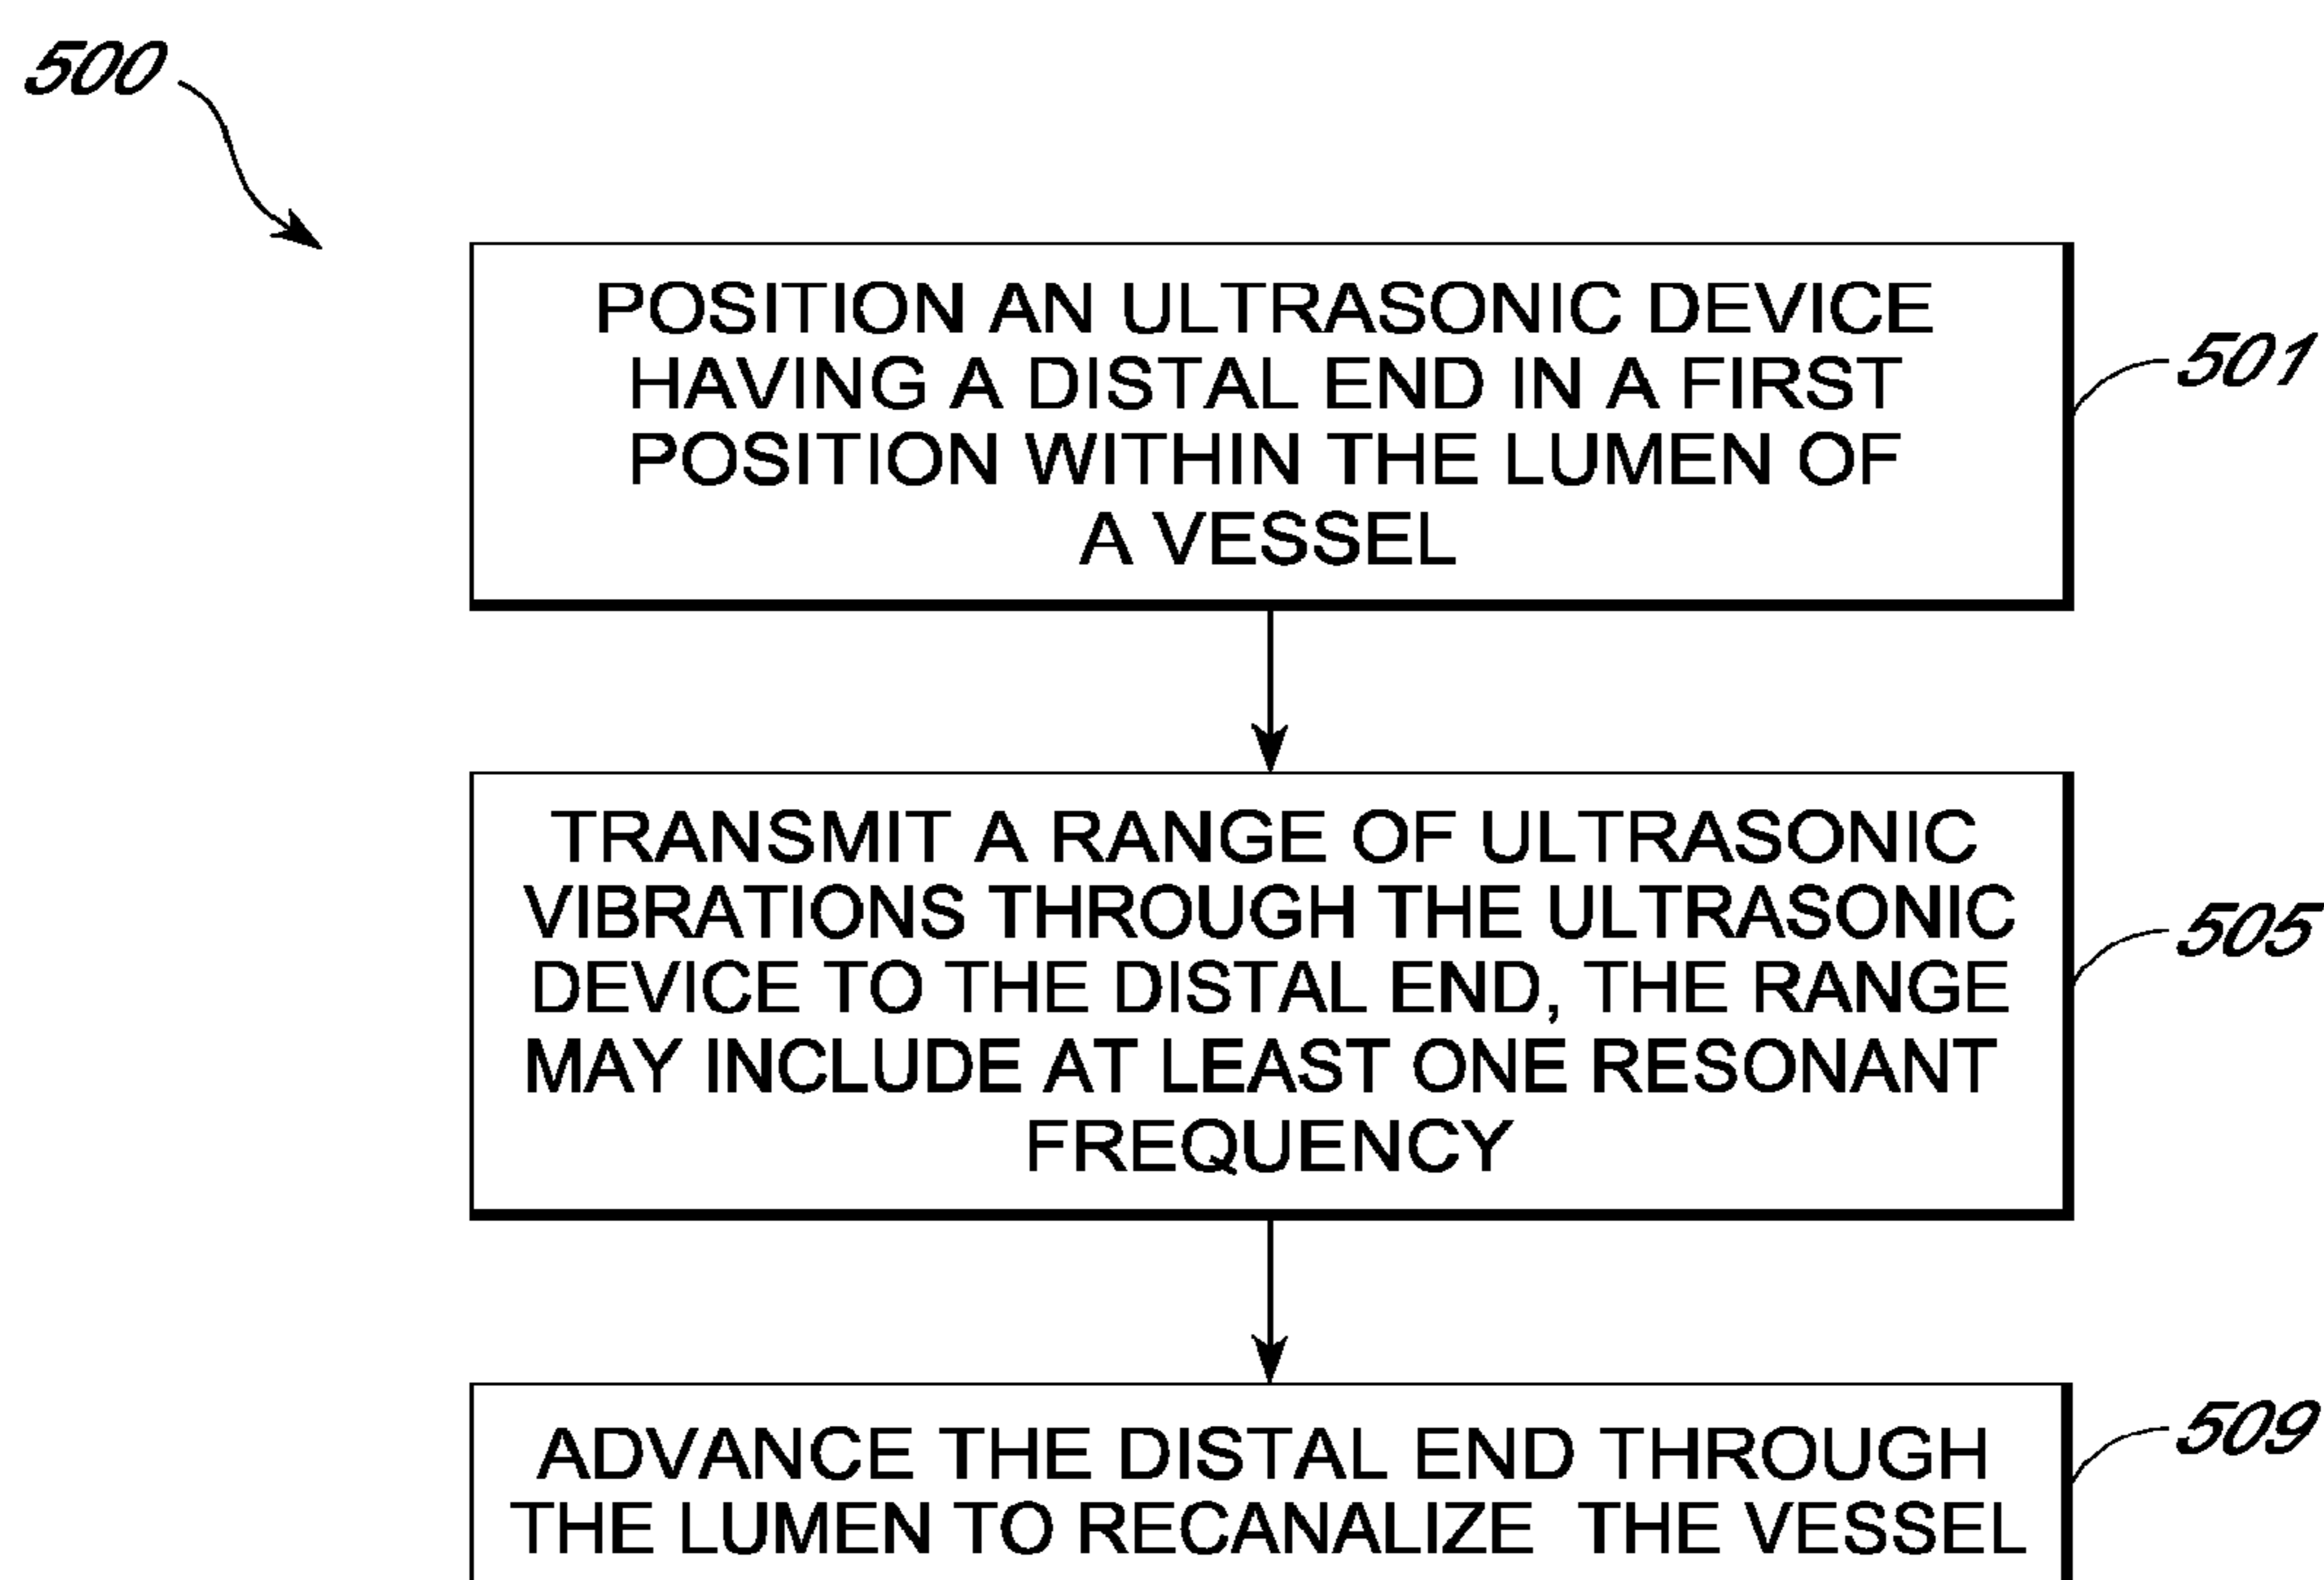 500
POSITION AN ULTRASONIC DEVICE
HAVING A DISTAL END IN A FIRST
POSITION WITHIN THE LUMEN OF
A VESSEL
501
TRANSMIT A RANGE OF ULTRASONIC
VIBRATIONS THROUGH THE ULTRASONIC
DEVICE TO THE DISTAL END, THE RANGE
MAY INCLUDE AT LEAST ONE RESONANT
FREQUENCY
505
ADVANCE THE DISTAL END THROUGH
THE LUMEN TO RECANALIZE THE VESSEL
509